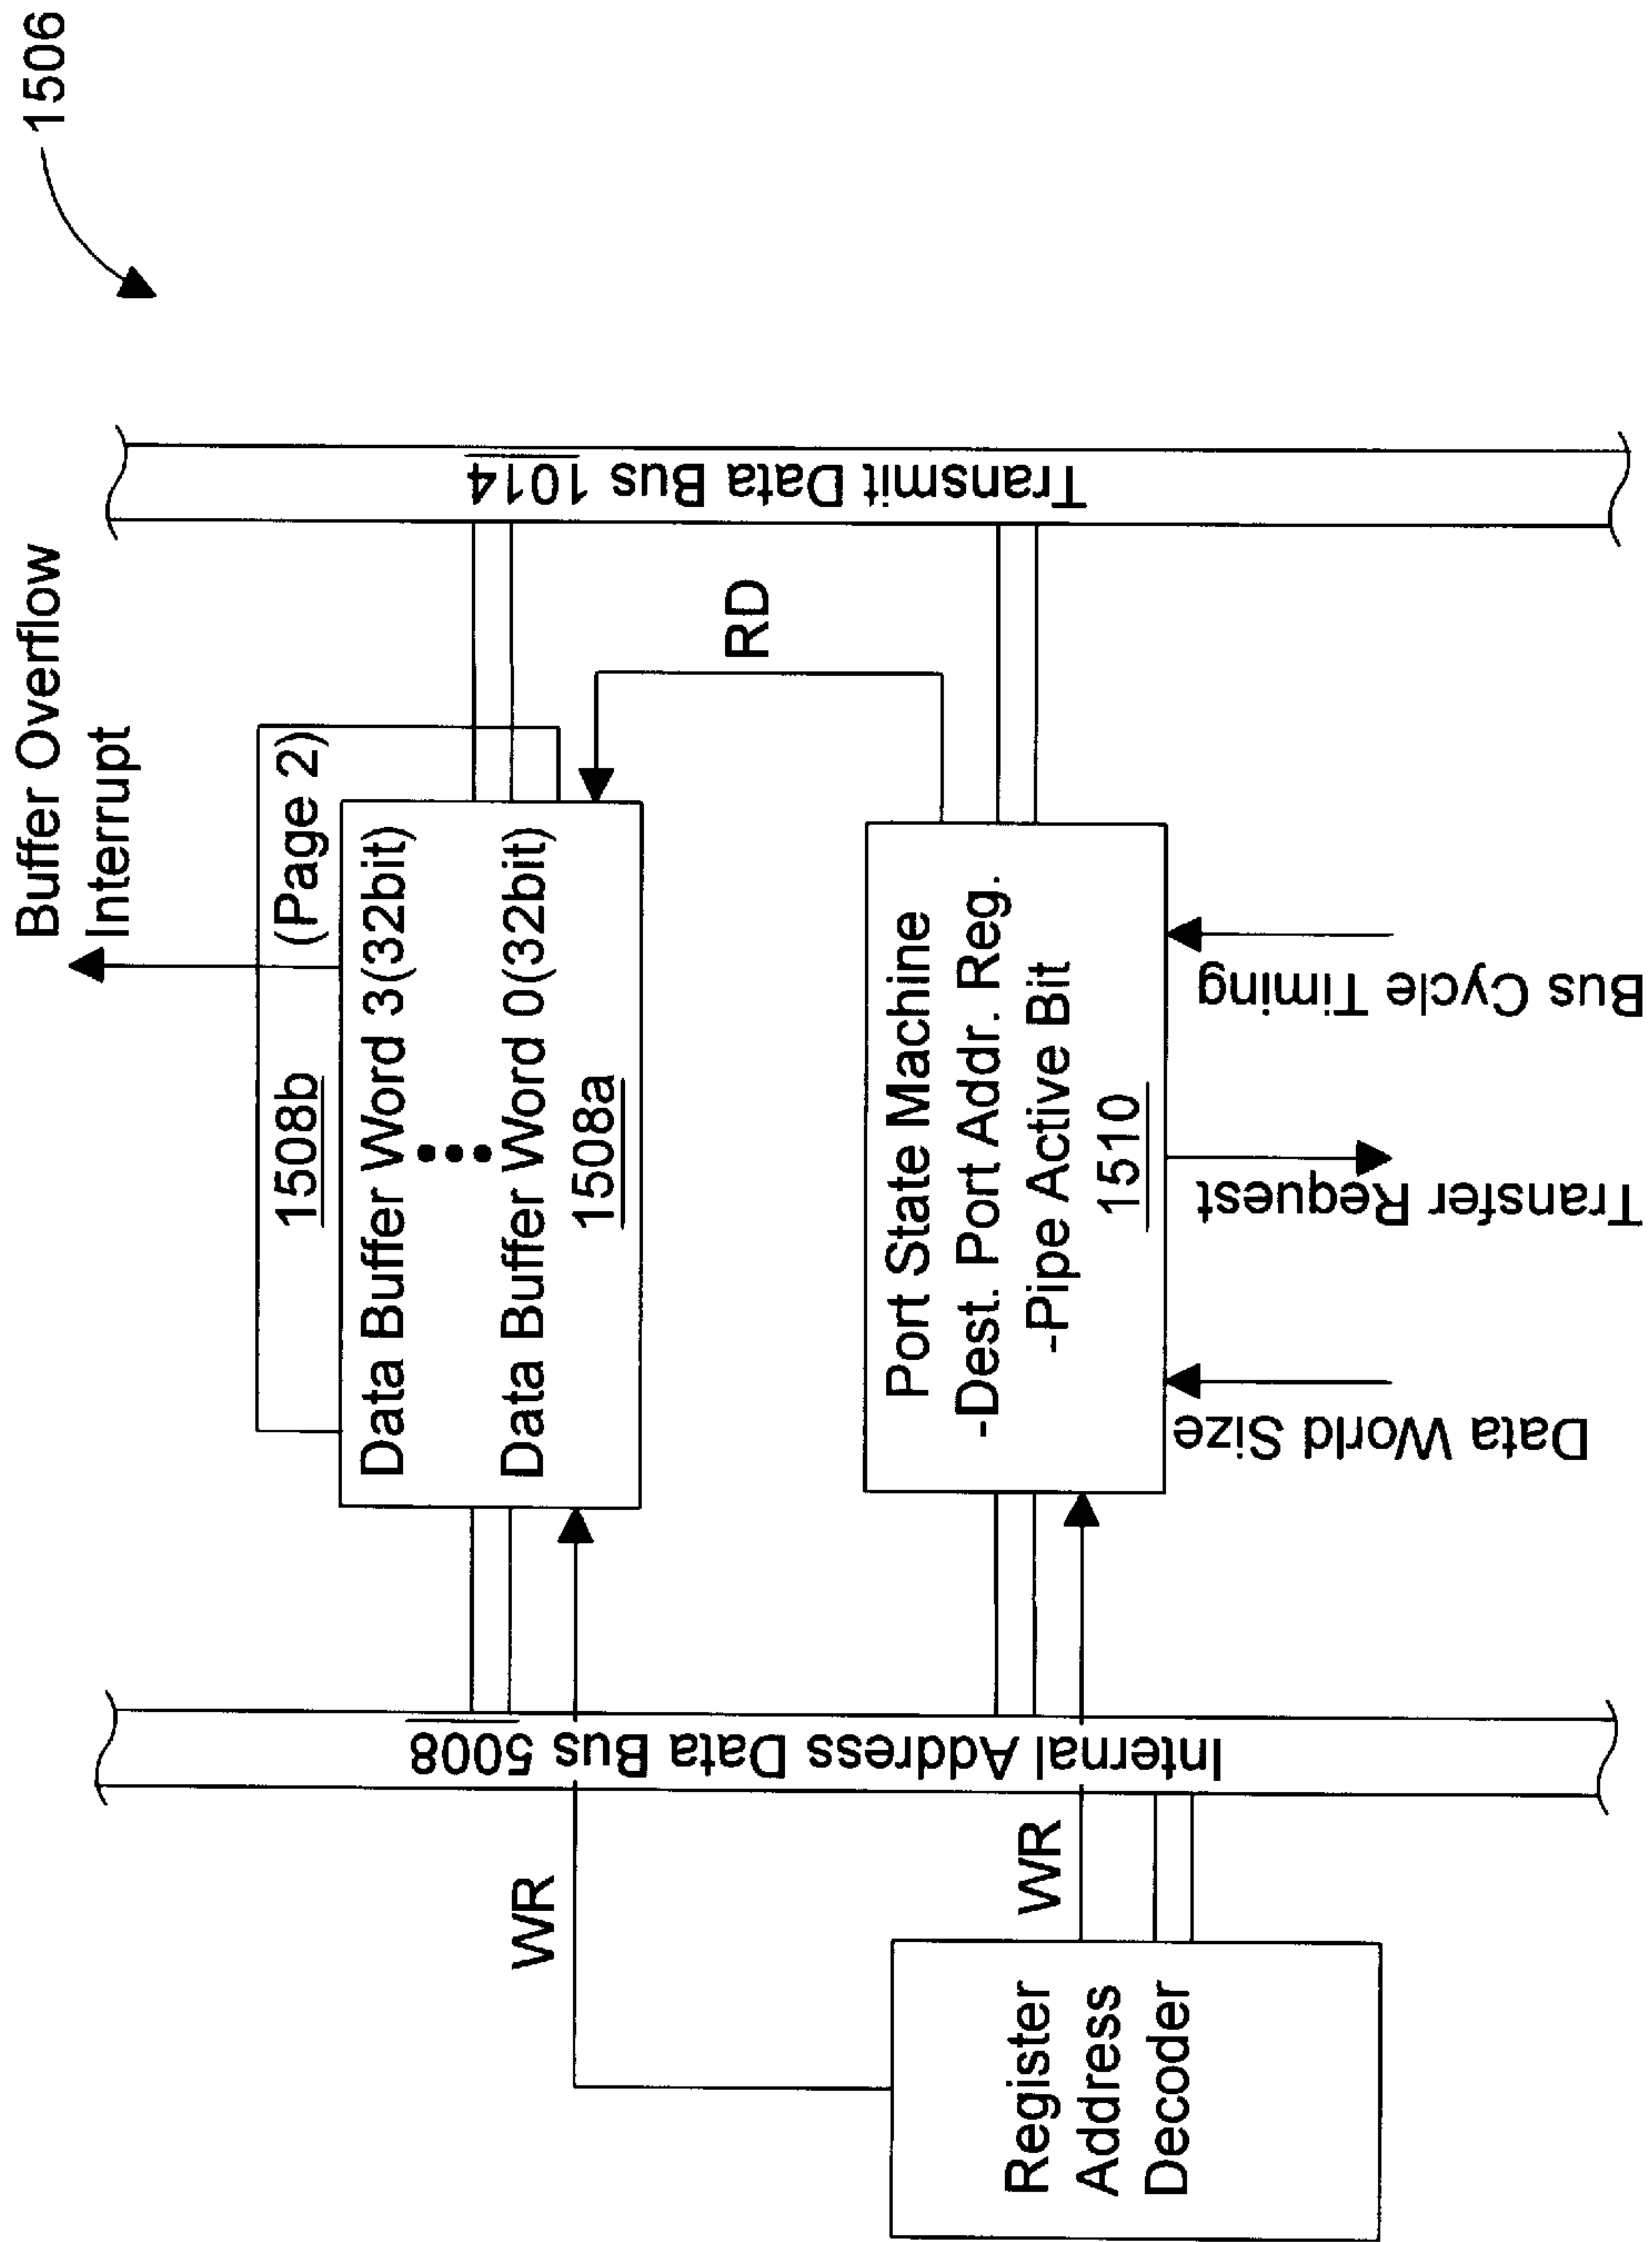 1506
Buffer Overflow
Interrupt
1508b
(Page 2)
Data Buffer Word 3(32bit)
Data Buffer Word 0(32bit)
1508a
WR
RD
Internal Address Data Bus 5008
Transmit Data Bus 1014
Register
Address
Decoder
WR
Port State Machine
-Dest. Port Addr. Reg.
-Pipe Active Bit
1510
Data World Size
Transfer Request
Bus Cycle Timing